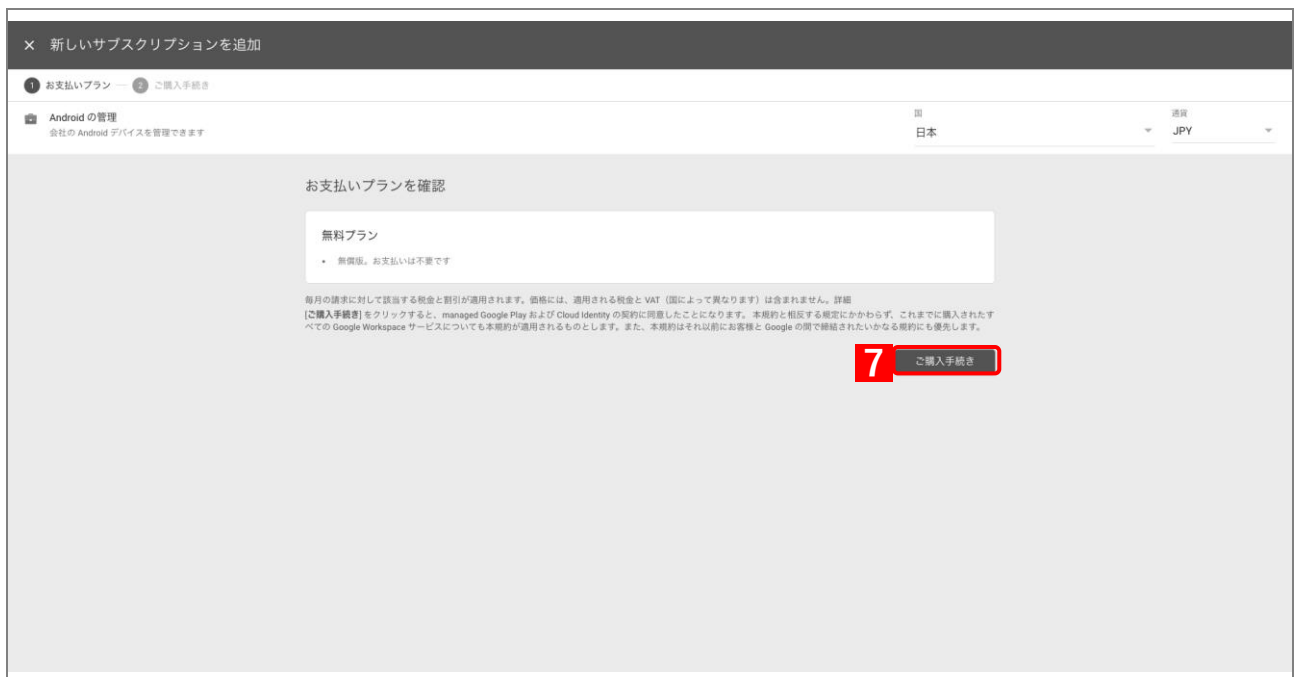 × 新しいサブスクリプションを追加
1 お支払いプラン — 2 ご購入手続き
Android の管理
会社の Android デバイスを管理できます
国
日本
通貨
JPY
お支払いプランを確認
無料プラン
• 無償版。お支払いは不要です
毎月の請求に対して該当する税金と割引が適用されます。価格には、適用される税金と VAT（国によって異なります）は含まれません。詳細
[ご購入手続き] をクリックすると、managed Google Play および Cloud Identity の契約に同意したことになります。 本規約と相反する規定にかかわらず、これまでに購入されたす
べての Google Workspace サービスについても本規約が適用されるものとします。また、本規約はそれ以前にお客様と Google の間で締結されたいかなる規約にも優先します。
7 ご購入手続き